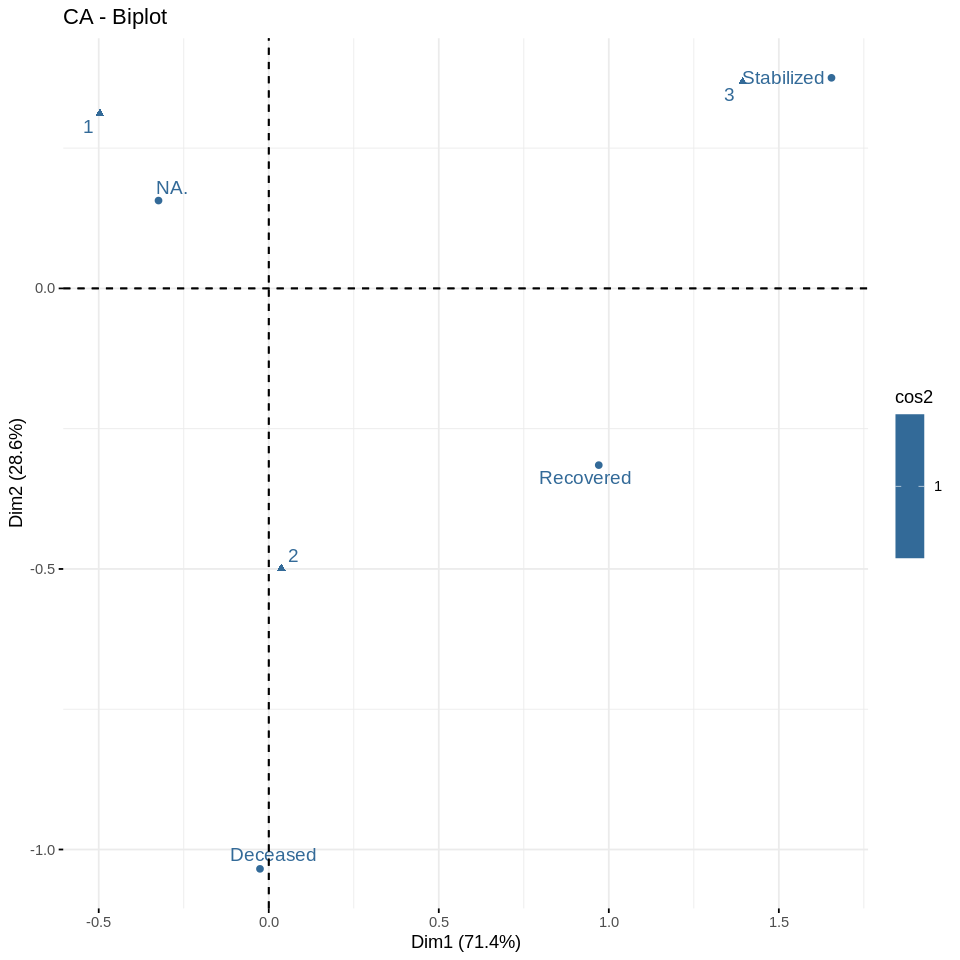 CA - Biplot
Stabilized
3
1
NA.
0.0
cos2
Dim2 (28.6%)
Recovered
1
2
-0.5
Deceased
-1.0
-0.5
0.0
0.5
1.0
1.5
Dim1 (71.4%)